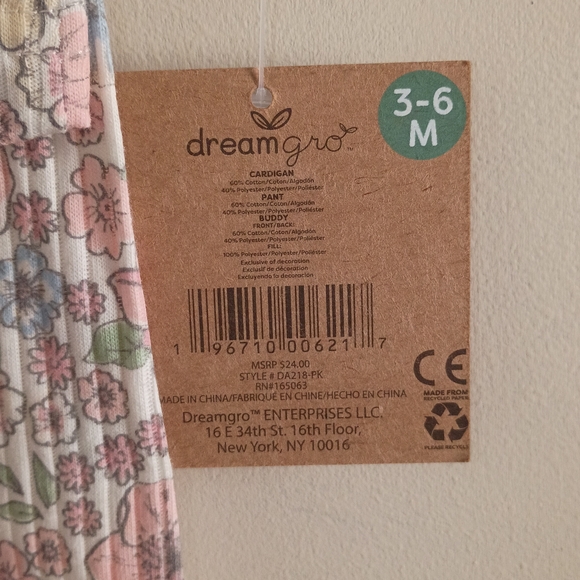 3-6
M
dreamgro™
CARDIGAN
60% Cotton/Coton/Algodón
40% Polyester/Polyester/Poliéster
PANT
60% Cotton/Coton/Algodón
40% Polyester/Polyester/Poliéster
BUDDY
FRONT/BACK:
60% Cotton/Coton/Algodón
40% Polyester/Polyester/Poliéster
FILL:
100% Polyester/Polyester/Poliéster
Exclusive of decoration
Exclusif de décoration
Excluyendo la decoración
1 96710 00621 7
MSRP $24.00
STYLE # DA218-PK
RN#165063
MADE IN CHINA/FABRIQUÉ EN CHINE/HECHO EN CHINA
Dreamgro™ ENTERPRISES LLC.
16 E 34th St. 16th Floor,
New York, NY 10016
CE
MADE FROM
RECYCLED PAPER
PLEASE RECYCLE